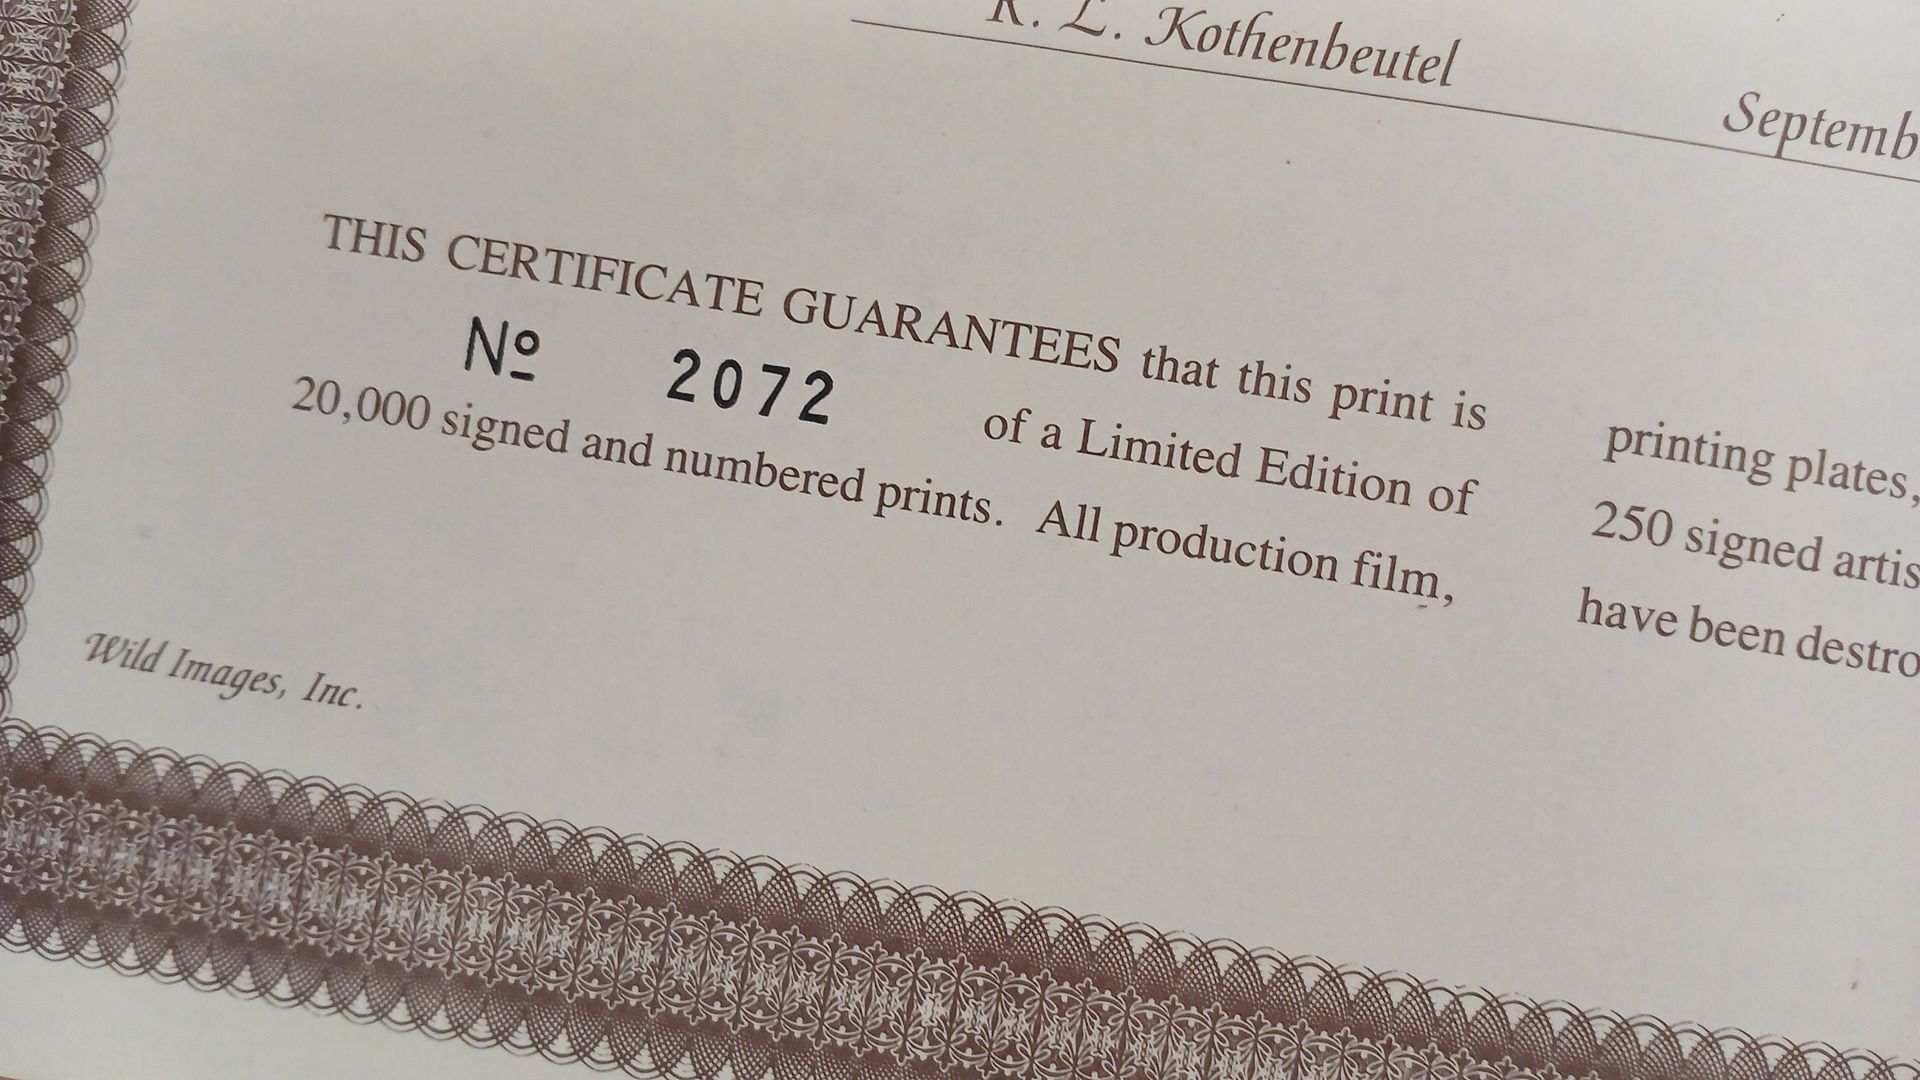 R. L. Kothenbeutel
THIS CERTIFICATE GUARANTEES that this print is
Nº 2072 of a Limited Edition of
20,000 signed and numbered prints. All production film,
printing plates,
250 signed
have been
Wild Images, Inc.